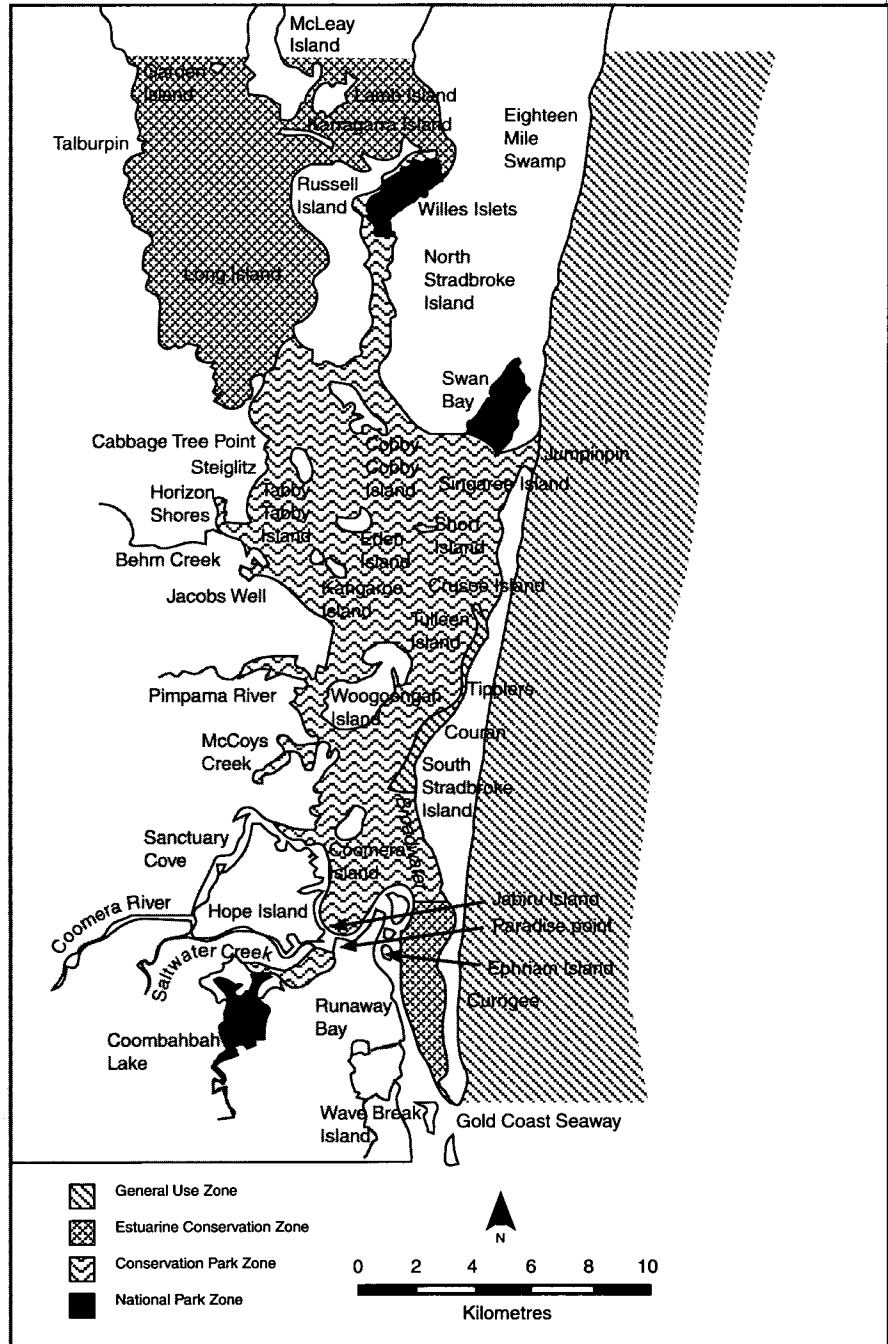 McLeay
Island
Garden
Island
Lamb Island
Karragarra Island
Talburpin
Eighteen
Mile
Swamp
Russell
Island
Willes Islets
North
Stradbroke
Island
Long Island
Swan
Bay
Cabbage Tree Point
Steiglitz
Cobby
Cobby
Island
Jumpinpin
Horizon
Shores
Tabby
Tabby
Island
Singaree Island
Short
Island
Eden
Island
Behm Creek
Jacobs Well
Kangaroo
Island
Crusoe Island
Tulleen
Island
Pimpama River
Woogoongah
Island
Tipplers
Couran
McCoys
Creek
South
Stradbroke
Island
Broadwater
Sanctuary
Cove
Coomera
Island
Coomera River
Hope Island
Jabiru Island
Paradise point
Saltwater Creek
Ephriam Island
Currigee
Runaway
Bay
Coombahbah
Lake
Wave Break
Island
Gold Coast Seaway
General Use Zone
Estuarine Conservation Zone
Conservation Park Zone
National Park Zone
N
0 2 4 6 8 10
Kilometres